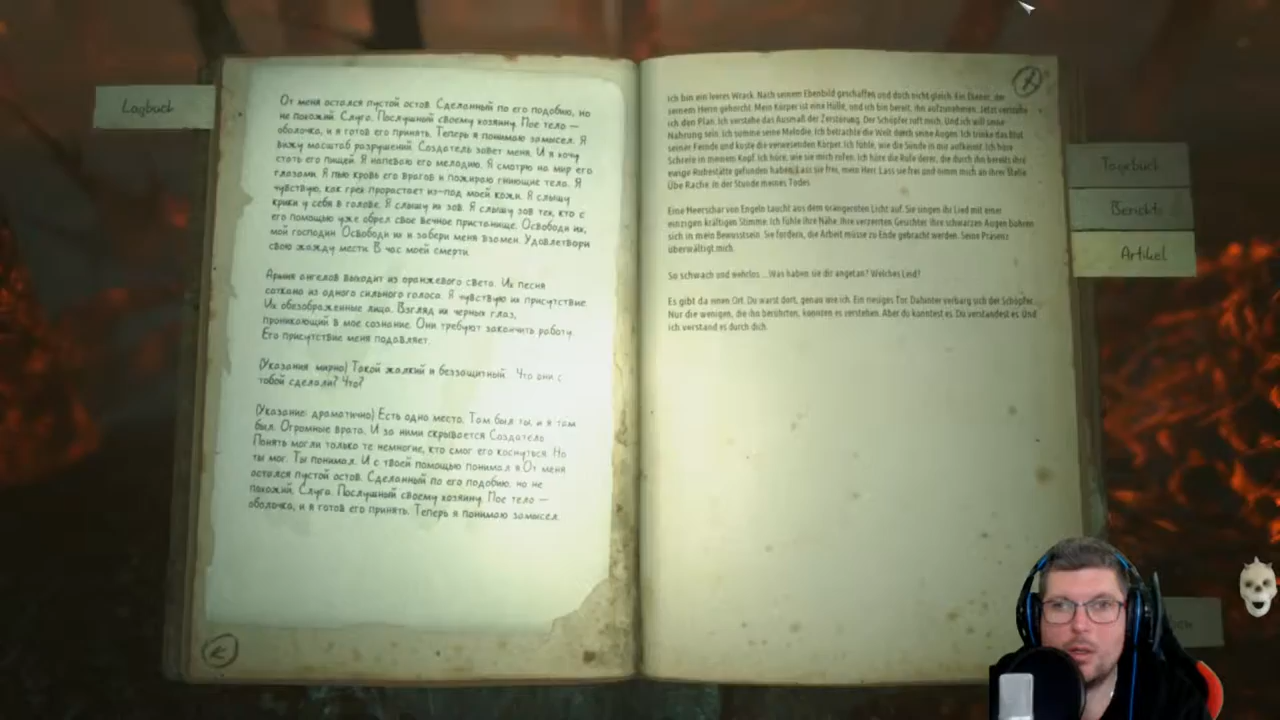 Logbuch
От меня остался пустой остов. Сделанный по его подобию, но
не похожий. Слуга. Послушный своему хозяину. Пое тело —
оболочка, и я готов его принять. Теперь я понимаю замысел. Я
вижу масштаб разрушений. Создатель зовет меня. И я хочу
стать его пищей. Я напеваю его мелодию. Я смотрю на мир его
глазами. Я пью кровь его врагов и пожираю гниющие тела. Я
чувствую, как грех прорастает из-под моей кожи. Я слышу
крики у себя в голове. Я слышу их зов. Я слышу зов тех, кто с
его помощью уже обрел свое вечное пристанище. Освободи их,
мой господин. Освободи их и забери меня взамен. Удовлетвори
свою жажду мести. В час моей смерти.
Армия ангелов выходит из оранжевого света. Их песня
соткана из одного сильного голоса. Я чувствую их присутствие.
Их обезображенные лица. Взгляд их черных глаз,
проникающий в мое сознание. Они требуют закончить работу.
Его присутствие меня подавляет.
(Указания: мирно) Такой жалкий и беззащитный... Что они с
тобой сделали? Что?
(Указание: драматично) Есть одно место. Там был ты, и я там
был. Огромные врата. И за ними скрывается Создатель.
Понять могли только те немногие, кто смог его коснуться. Но
ты мог. Ты понимал. И с твоей помощью понимал я.От меня
остался пустой остов. Сделанный по его подобию, но не
похожий. Слуга. Послушный своему хозяину. Пое тело —
оболочка, и я готов его принять. Теперь я понимаю замысел.
Ich bin ein leeres Wrack. Nach seinem Ebenbild geschaffen und doch nicht gleich. Ein Diener, der
seinem Herrn gehorcht. Mein Körper ist eine Hülle, und ich bin bereit, ihn aufzunehmen. Jetzt verstehe
ich den Plan. Ich verstehe das Ausmaß der Zerstörung. Der Schöpfer ruft mich. Und ich will seine
Nahrung sein. Ich summe seine Melodie. Ich betrachte die Welt durch seine Augen. Ich trinke das Blut
seiner Feinde und koste die verwesenden Körper. Ich fühle, wie die Sünde in mir aufkeimt. Ich höre
Schreie in meinem Kopf. Ich höre, wie sie mich rufen. Ich höre die Rufe derer, die durch ihn bereits ihre
ewige Ruhestätte gefunden haben. Lass sie frei, mein Herr. Lass sie frei und nimm mich an ihrer Stelle.
Übe Rache in der Stunde meines Todes.
Eine Heerschar von Engeln taucht aus dem orangeroten Licht auf. Sie singen ihr Lied mit einer
einzigen kräftigen Stimme. Ich fühle ihre Nähe. Ihre verzerrten Gesichter. Ihre schwarzen Augen bohren
sich in mein Bewusstsein. Sie fordern, die Arbeit müsse zu Ende gebracht werden. Seine Präsenz
überwältigt mich.
So schwach und wehrlos ... Was haben sie dir angetan? Welches Leid?
Es gibt da einen Ort. Du warst dort, genau wie ich. Ein riesiges Tor. Dahinter verbarg sich der Schöpfer.
Nur die wenigen, die ihn berührten, konnten es verstehen. Aber du konntest es. Du verstandest es. Und
ich verstand es durch dich.
Tagebuch
Berichte
Artikel